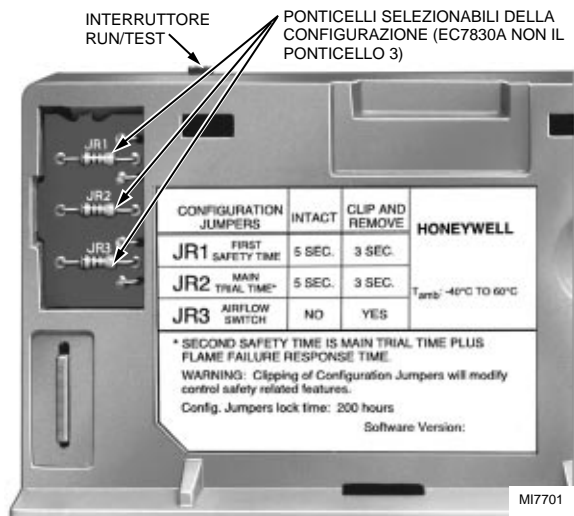 INTERRUTTORE
RUN/TEST
PONTICELLI SELEZIONABILI DELLA
CONFIGURAZIONE (EC7830A NON IL
PONTICELLO 3)
JR1
JR2
JR3
CONFIGURATION JUMPERS INTACT CLIP AND REMOVE HONEYWELL
JR1 FIRST SAFETY TIME 5 SEC. 3 SEC.
JR2 MAIN TRIAL TIME* 5 SEC. 3 SEC. Tamb: -40°C TO 60°C
JR3 AIRFLOW SWITCH NO YES
* SECOND SAFETY TIME IS MAIN TRIAL TIME PLUS
FLAME FAILURE RESPONSE TIME.
WARNING: Clipping of Configuration Jumpers will modify
control safety related features.
Config. Jumpers lock time: 200 hours
Software Version:
MI7701